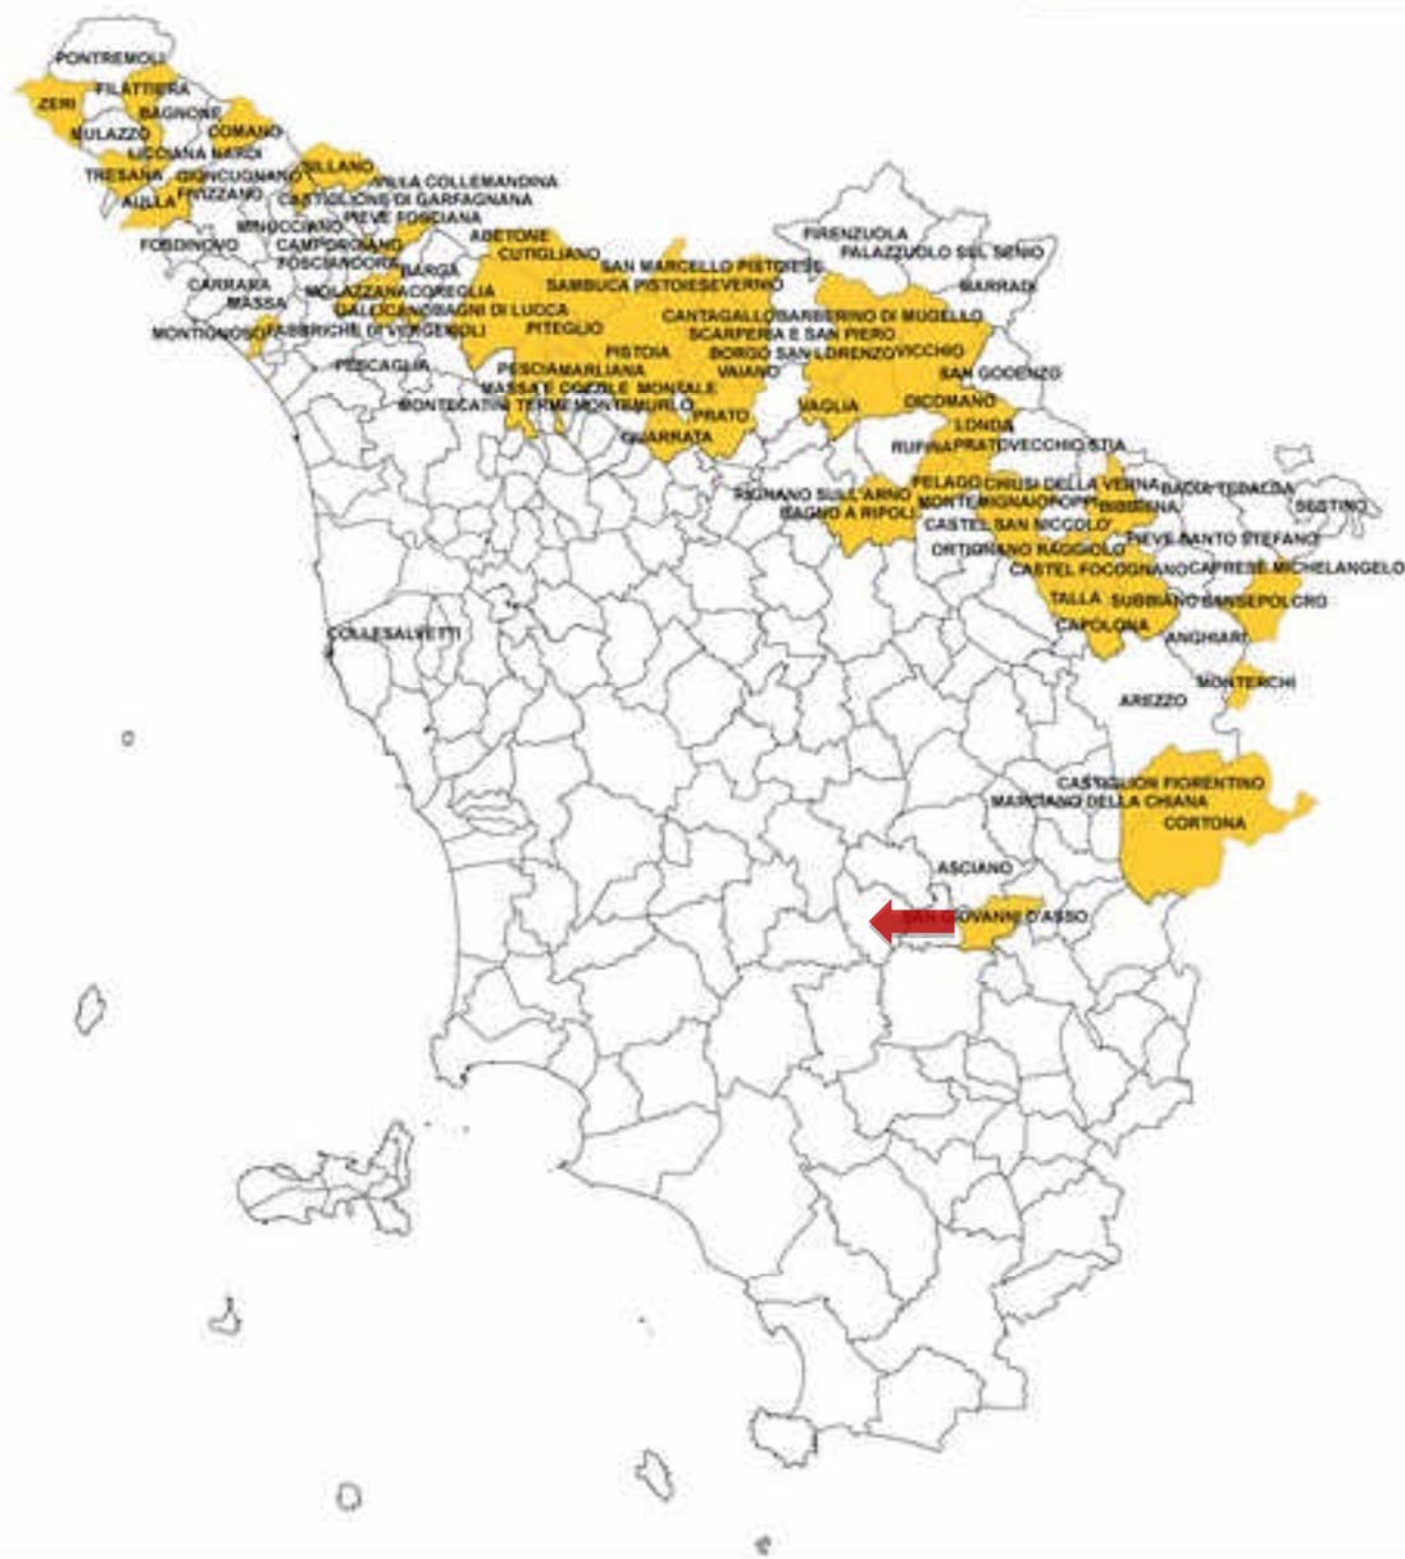 PONTREMOLI
FILATTIERA
ZERI
BAGNONE
MULAZZO
COMANO
LICCIANA NARDI
SILLANO
TRESANA
GIONCUGNANO
VILLA COLLEMANDINA
AULLA
FIVIZZANO
CASTIGLIONE DI GARFAGNANA
PIEVE FOSCIANA
MINUCCIANO
ABETONE
FIRENZUOLA
FOSDINOVO
CAMPORGIANO
CUTIGLIANO
PALAZZUOLO SUL SENIO
FOSCIANDORA
BARGA
SAN MARCELLO PISTOIESE
CARRARA
SAMBUCA PISTOIESE
VERNIO
MARRADI
MASSA
MOLAZZANA
COREGLIA
GALLICANO
BAGNI DI LUCCA
CANTAGALLO
BARBERINO DI MUGELLO
MONTIGNOSO
FABBRICHE DI VERGEMOLI
PITEGLIO
SCARPERIA E SAN PIERO
PISTOIA
BORGO SAN LORENZO
VICCHIO
PESCAGLIA
PESCIA
MARLIANA
VAIANO
SAN GODENZO
MASSA E COZZILE
MONTALE
MONTECATINI TERME
MONTEMURLO
PRATO
VAGLIA
DICOMANO
QUARRATA
LONDA
RUFINA
PRATOVECCHIO STIA
PELAGO
CHIUSI DELLA VERNA
BADIA TEDALDA
RIGNANO SULL'ARNO
MONTEMIGNAIO
POPPI
BIBBIENA
SESTINO
BAGNO A RIPOLI
CASTEL SAN NICCOLO'
PIEVE SANTO STEFANO
ORTIGNANO RAGGIOLO
CASTEL FOCOGNANO
CAPRESE MICHELANGELO
TALLA
SUBBIANO
SANSEPOLCRO
CAPOLONA
ANGHIARI
COLLESALVETTI
MONTERCHI
AREZZO
CASTIGLION FIORENTINO
MARCIANO DELLA CHIANA
CORTONA
ASCIANO
SAN GIOVANNI D'ASSO